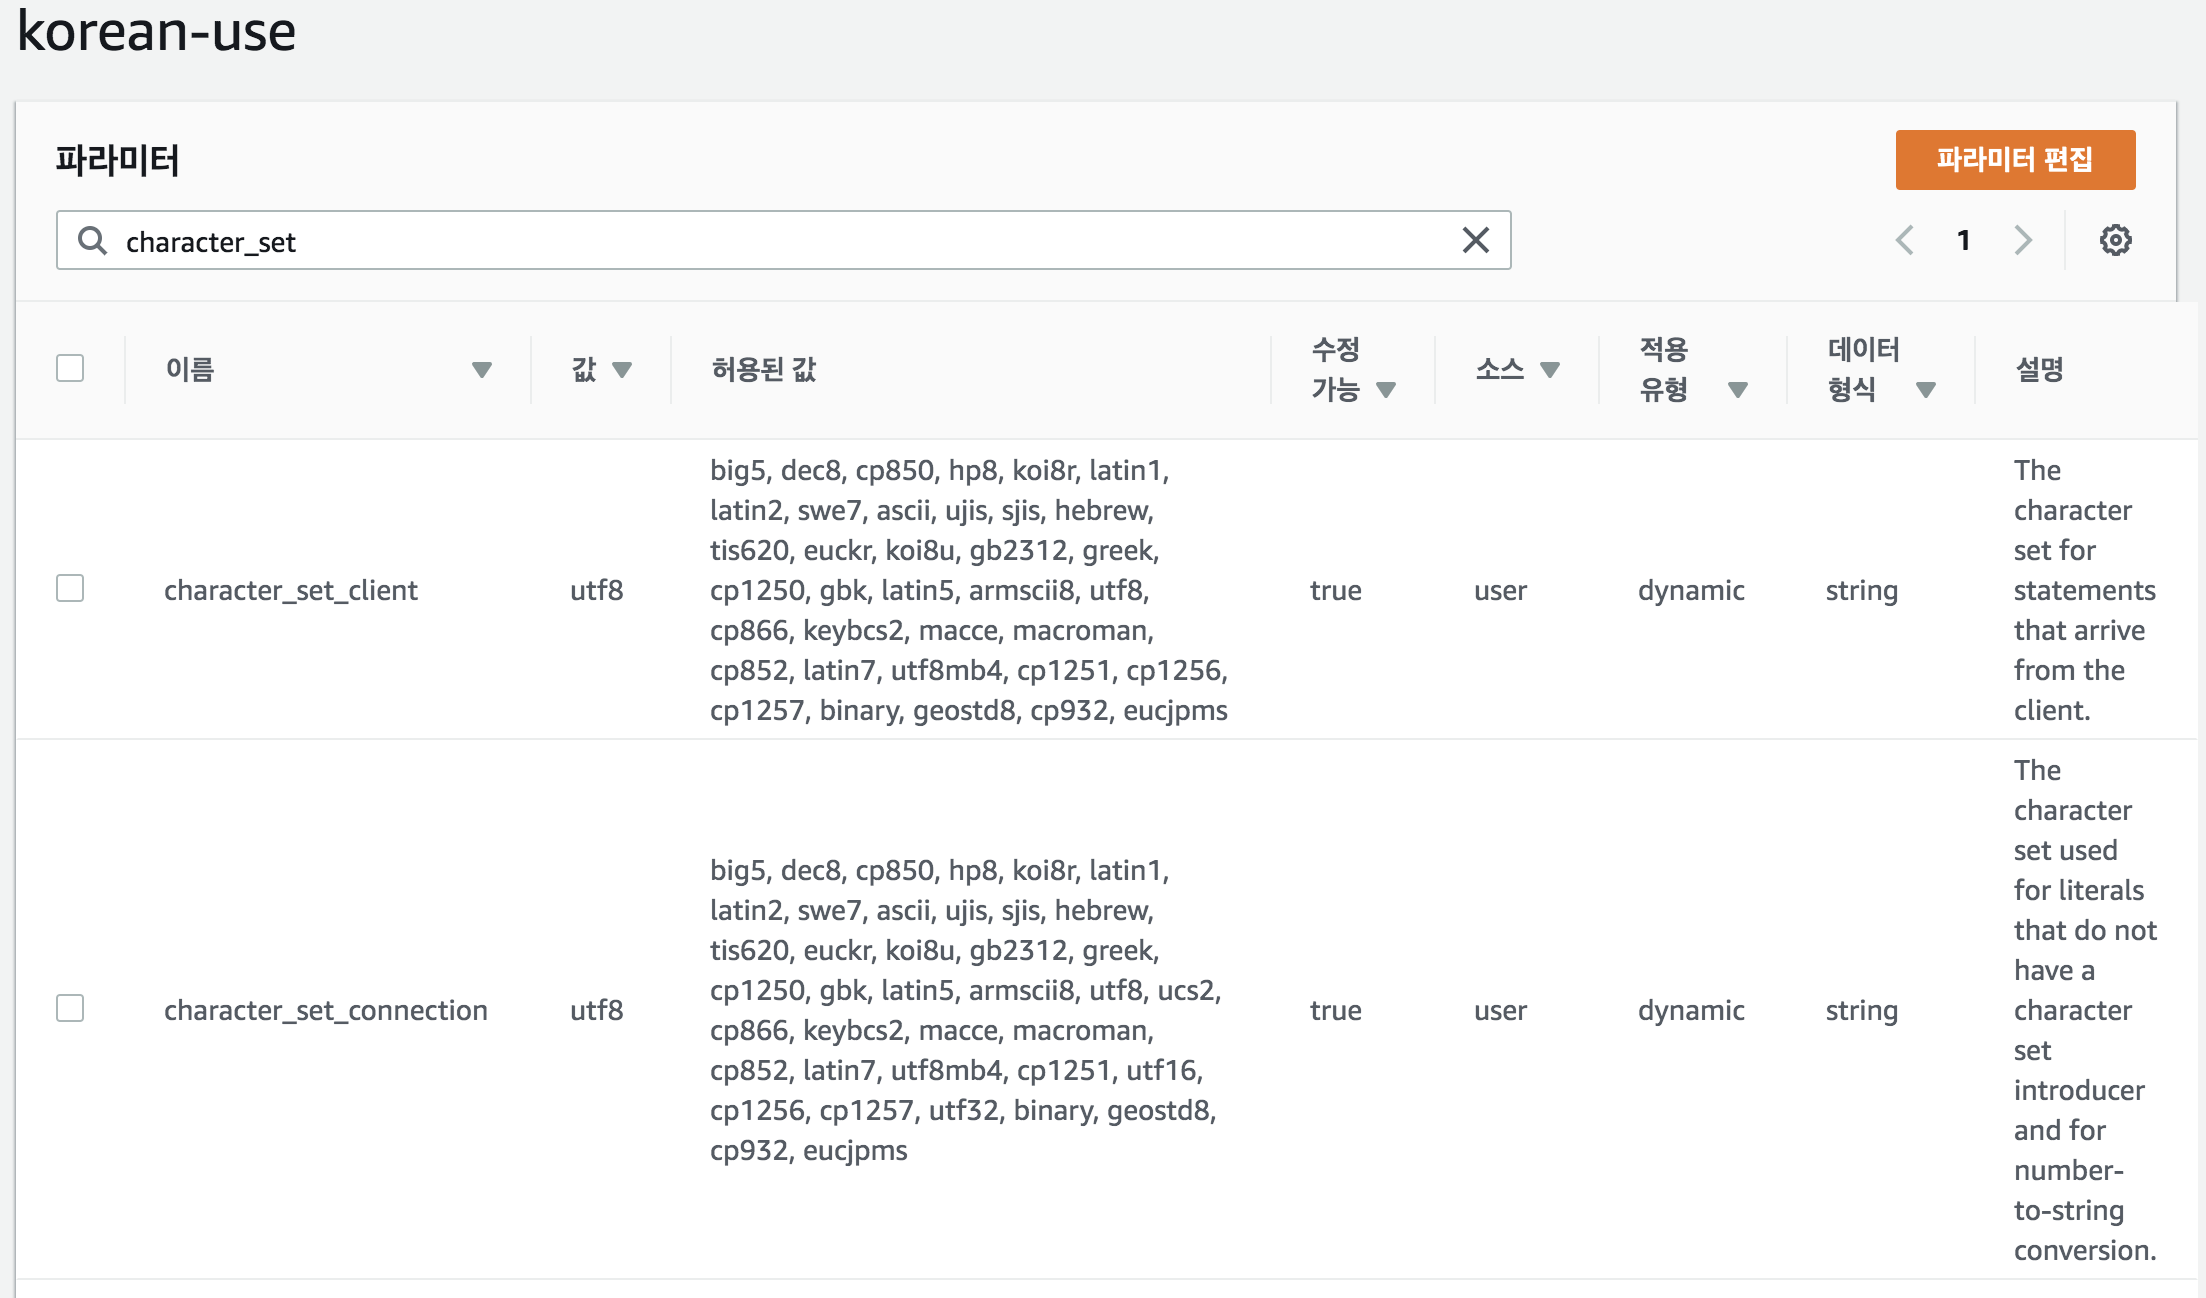 korean-use
파라미터
파라미터 편집
character_set
1
이름
값
허용된 값
수정
가능
소스
적용
유형
데이터
형식
설명
character_set_client
utf8
big5, dec8, cp850, hp8, koi8r, latin1,
latin2, swe7, ascii, ujis, sjis, hebrew,
tis620, euckr, koi8u, gb2312, greek,
cp1250, gbk, latin5, armscii8, utf8,
cp866, keybcs2, macce, macroman,
cp852, latin7, utf8mb4, cp1251, cp1256,
cp1257, binary, geostd8, cp932, eucjpms
true
user
dynamic
string
The
character
set for
statements
that arrive
from the
client.
character_set_connection
utf8
big5, dec8, cp850, hp8, koi8r, latin1,
latin2, swe7, ascii, ujis, sjis, hebrew,
tis620, euckr, koi8u, gb2312, greek,
cp1250, gbk, latin5, armscii8, utf8, ucs2,
cp866, keybcs2, macce, macroman,
cp852, latin7, utf8mb4, cp1251, utf16,
cp1256, cp1257, utf32, binary, geostd8,
cp932, eucjpms
true
user
dynamic
string
The
character
set used
for literals
that do not
have a
character
set
introducer
and for
number-
to-string
conversion.